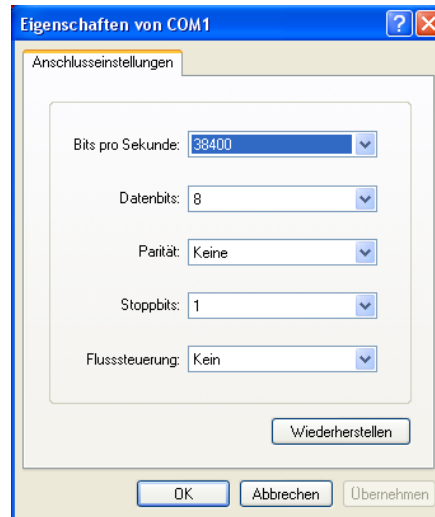 Eigenschaften von COM1
Anschlusseinstellungen
Bits pro Sekunde: 38400
Datenbits: 8
Parität: Keine
Stoppbits: 1
Flusssteuerung: Kein
Wiederherstellen
OK Abbrechen Übernehmen